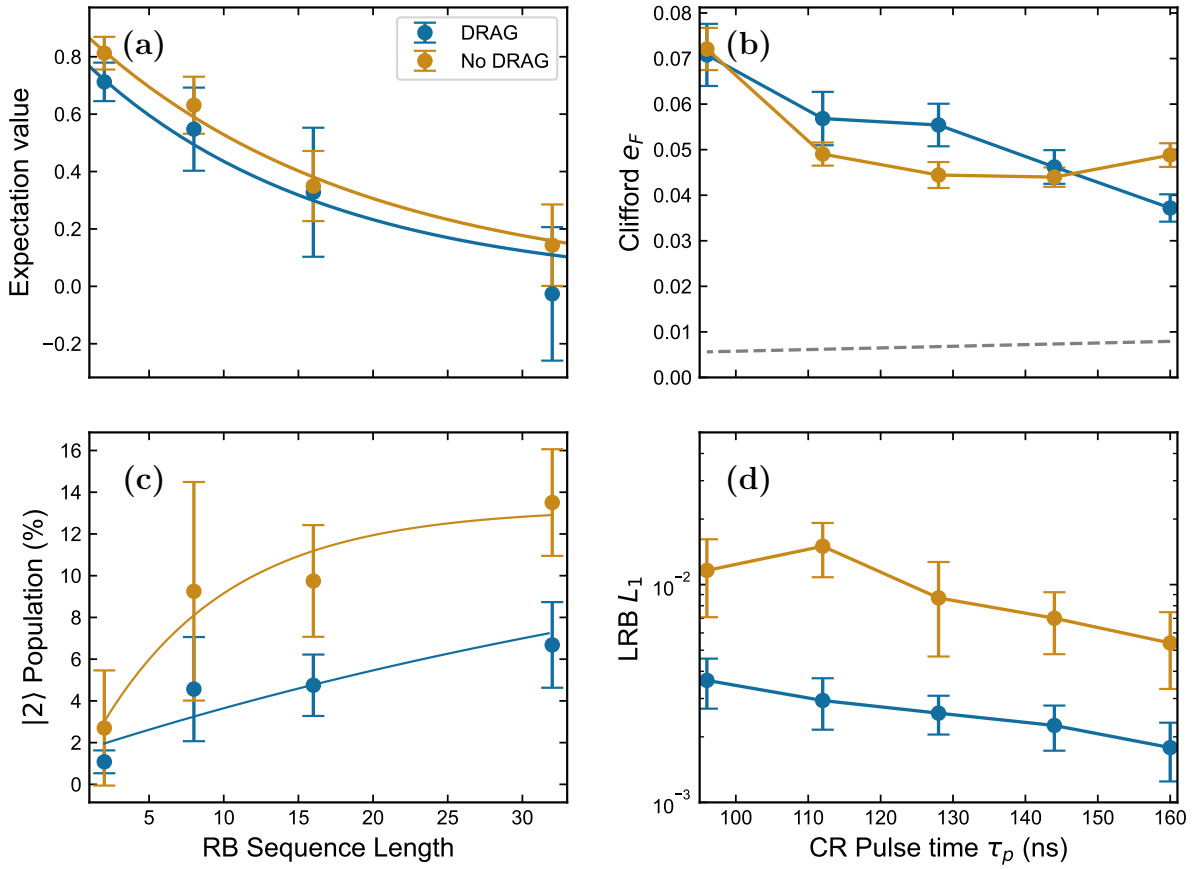 (a)
DRAG
No DRAG
Expectation value
0.8
0.6
0.4
0.2
0.0
−0.2
(b)
Clifford e_F
0.08
0.07
0.06
0.05
0.04
0.03
0.02
0.01
0.00
(c)
|2⟩ Population (%)
16
14
12
10
8
6
4
2
0
5 10 15 20 25 30
RB Sequence Length
(d)
LRB L₁
10⁻²
10⁻³
100 110 120 130 140 150 160
CR Pulse time τ_p (ns)